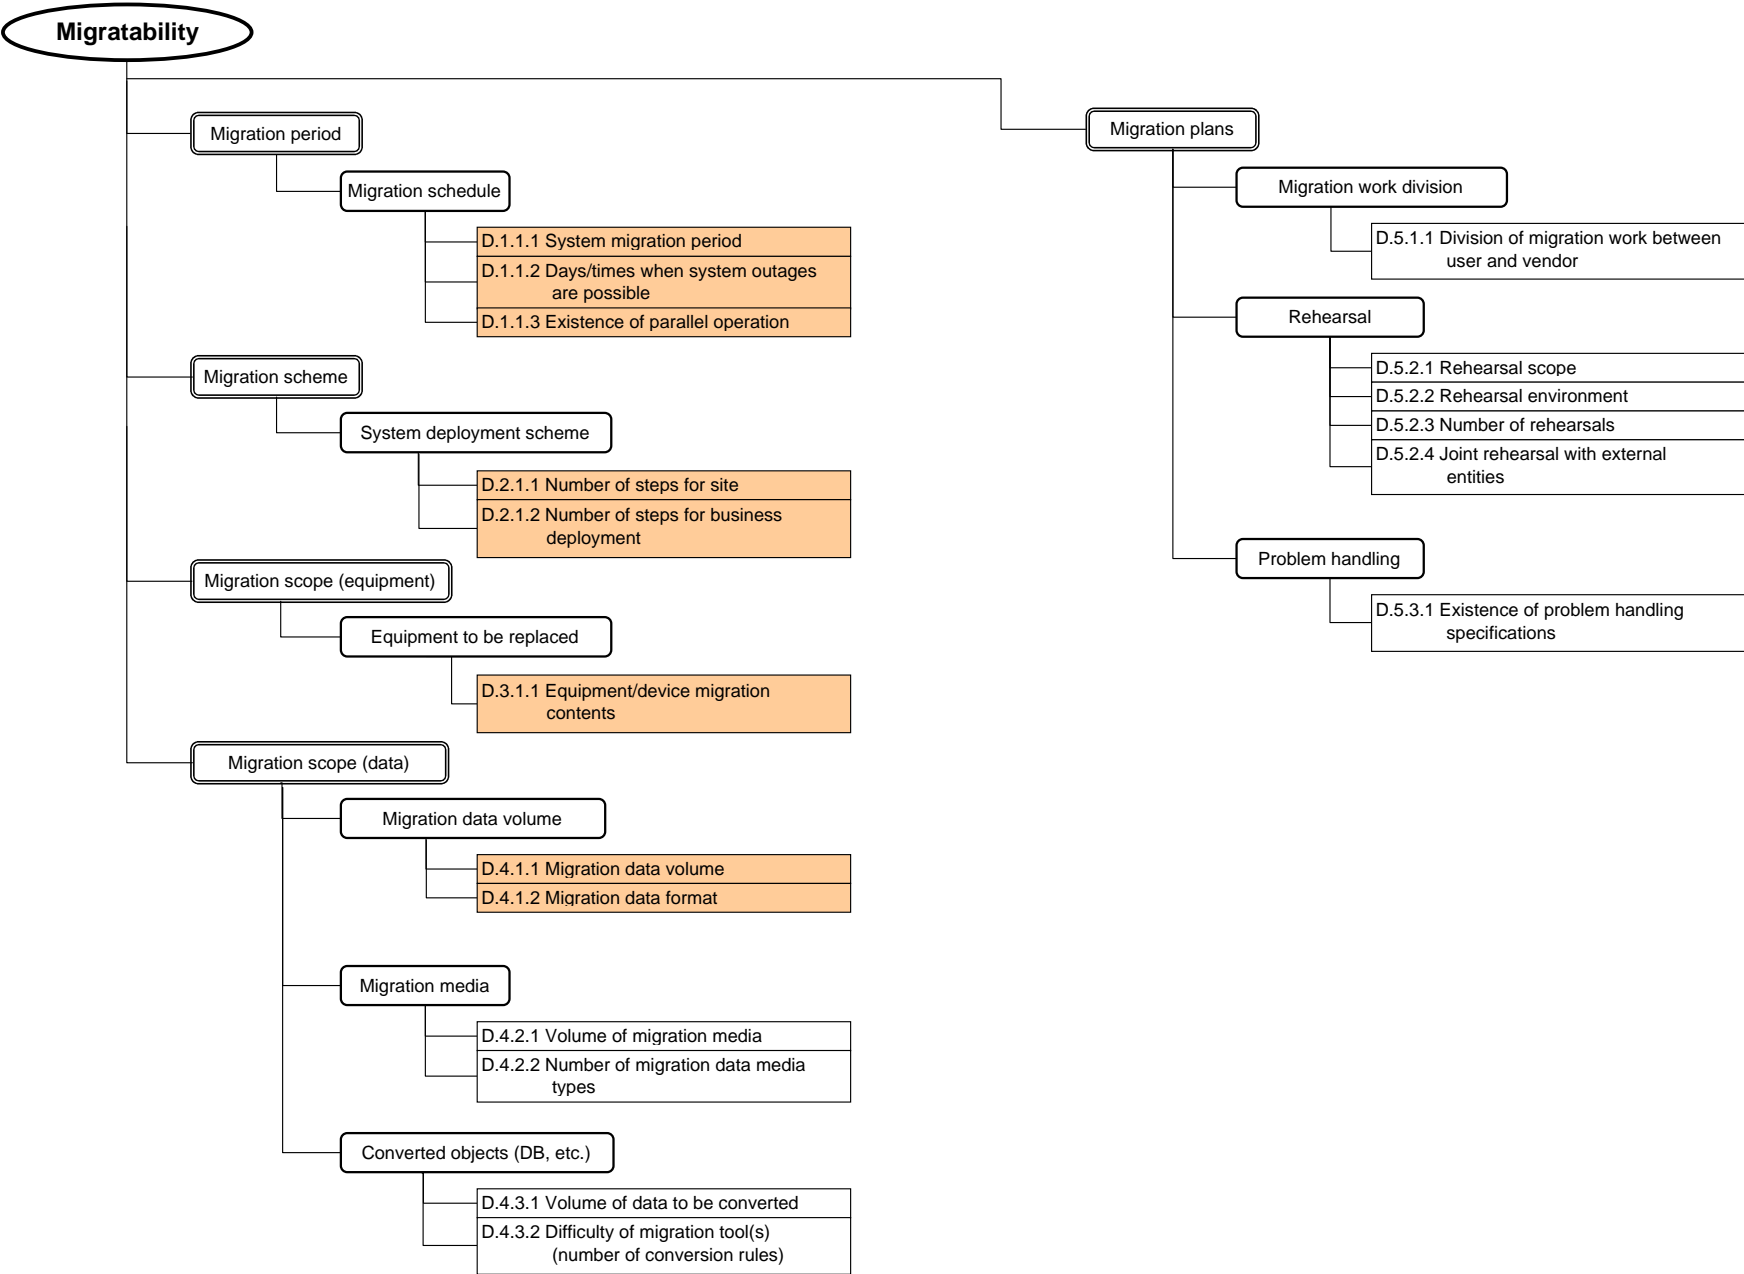 Migratability
Migration period
Migration schedule
D.1.1.1 System migration period
D.1.1.2 Days/times when system outages
are possible
D.1.1.3 Existence of parallel operation
Migration scheme
System deployment scheme
D.2.1.1 Number of steps for site
D.2.1.2 Number of steps for business
deployment
Migration scope (equipment)
Equipment to be replaced
D.3.1.1 Equipment/device migration
contents
Migration scope (data)
Migration data volume
D.4.1.1 Migration data volume
D.4.1.2 Migration data format
Migration media
D.4.2.1 Volume of migration media
D.4.2.2 Number of migration data media
types
Converted objects (DB, etc.)
D.4.3.1 Volume of data to be converted
D.4.3.2 Difficulty of migration tool(s)
(number of conversion rules)
Migration plans
Migration work division
D.5.1.1 Division of migration work between
user and vendor
Rehearsal
D.5.2.1 Rehearsal scope
D.5.2.2 Rehearsal environment
D.5.2.3 Number of rehearsals
D.5.2.4 Joint rehearsal with external
entities
Problem handling
D.5.3.1 Existence of problem handling
specifications